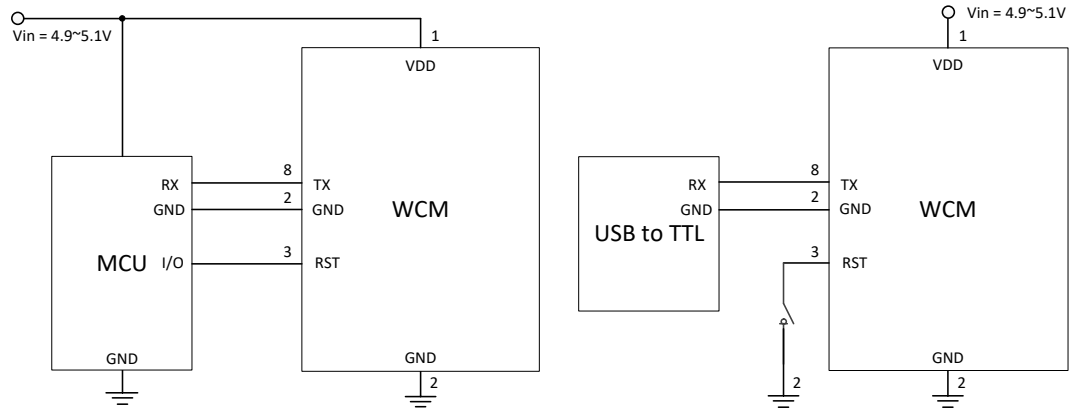 Vin = 4.9~5.1V
1
VDD
RX
8
TX
GND
2
GND
WCM
MCU
I/O
3
RST
GND
GND
2
Vin = 4.9~5.1V
1
VDD
RX
8
TX
GND
2
GND
WCM
USB to TTL
3
RST
2
GND
2